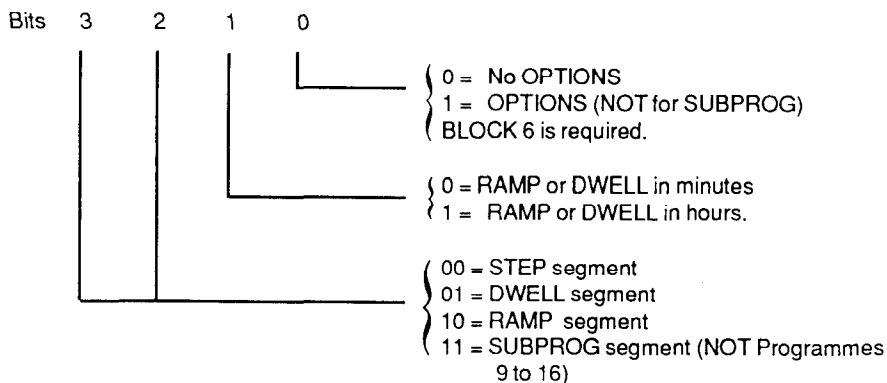 Bits 3 2 1 0
0 = No OPTIONS
1 = OPTIONS (NOT for SUBPROG)
BLOCK 6 is required.
0 = RAMP or DWELL in minutes
1 = RAMP or DWELL in hours.
00 = STEP segment
01 = DWELL segment
10 = RAMP segment
11 = SUBPROG segment (NOT Programmes
9 to 16)